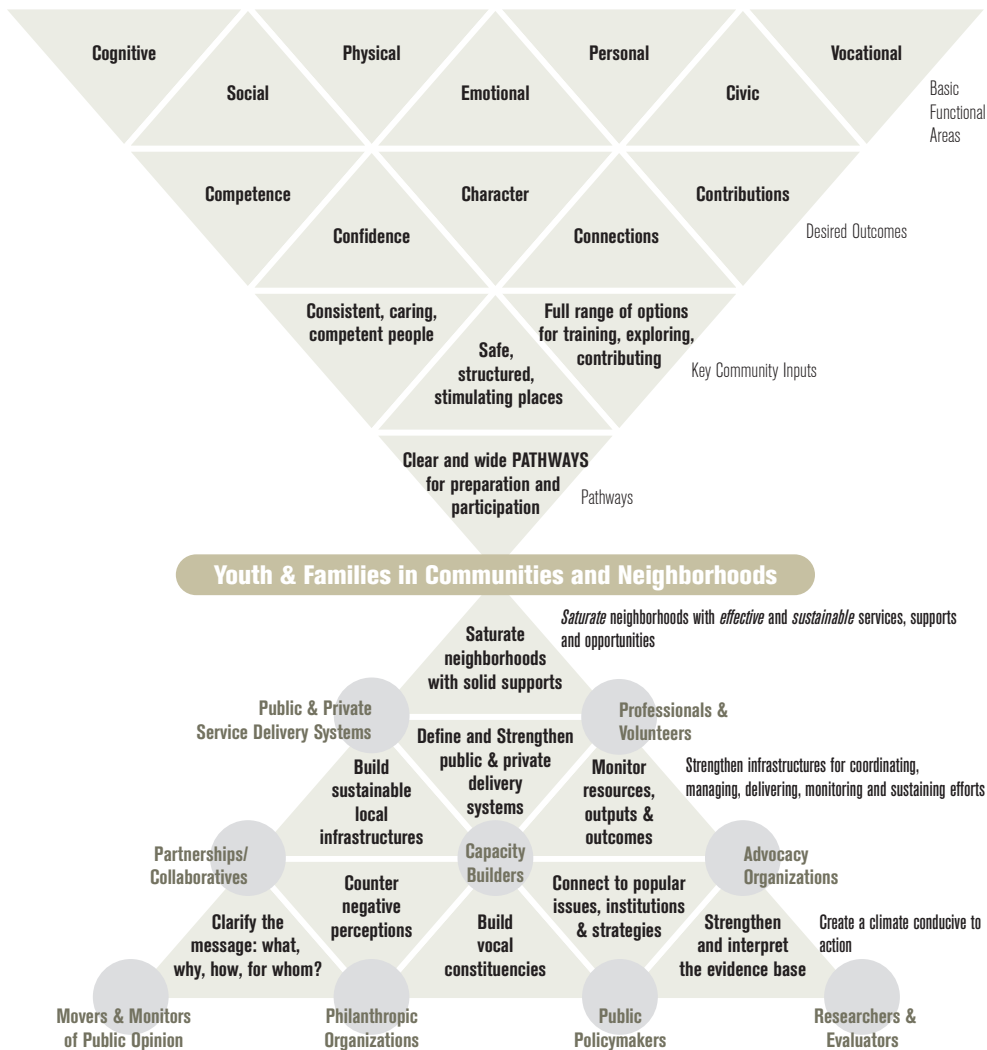 Cognitive
Physical
Personal
Vocational
Social
Emotional
Civic
Basic
Functional
Areas
Competence
Character
Contributions
Confidence
Connections
Desired Outcomes
Consistent, caring,
competent people
Full range of options
for training, exploring,
contributing
Safe,
structured,
stimulating places
Key Community Inputs
Clear and wide PATHWAYS
for preparation and
participation
Pathways
Youth & Families in Communities and Neighborhoods
Saturate
neighborhoods
with solid supports
Saturate neighborhoods with effective and sustainable services, supports
and opportunities
Public & Private
Service Delivery Systems
Professionals &
Volunteers
Define and Strengthen
public & private
delivery
systems
Build
sustainable
local
infrastructures
Monitor
resources,
outputs &
outcomes
Strengthen infrastructures for coordinating,
managing, delivering, monitoring and sustaining efforts
Partnerships/
Collaboratives
Capacity
Builders
Advocacy
Organizations
Counter
negative
perceptions
Connect to popular
issues, institutions
& strategies
Clarify the
message: what,
why, how, for whom?
Build
vocal
constituencies
Strengthen
and interpret
the evidence base
Create a climate conducive to
action
Movers & Monitors
of Public Opinion
Philanthropic
Organizations
Public
Policymakers
Researchers &
Evaluators